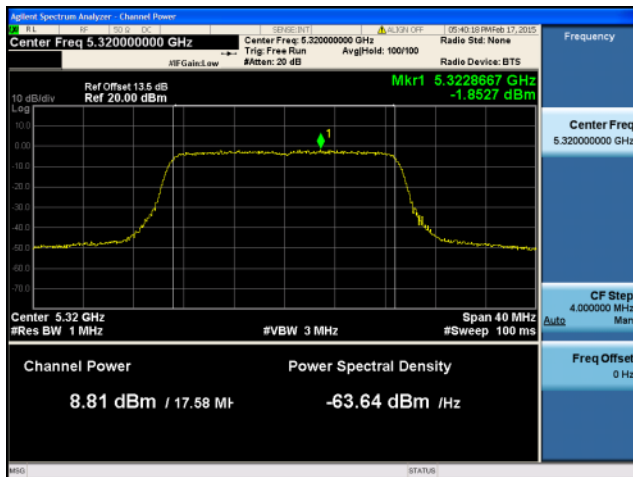 Agilent Spectrum Analyzer - Channel Power
RL RF 50 Ω DC SENSE:INT ALIGN OFF 05:40:18 PM Feb 17, 2015
Center Freq 5.320000000 GHz
Center Freq: 5.320000000 GHz
Radio Std: None
Trig: Free Run Avg|Hold: 100/100
#IFGain:Low #Atten: 20 dB Radio Device: BTS
Frequency
Ref Offset 13.5 dB
10 dB/div Ref 20.00 dBm
Mkr1 5.3228667 GHz
-1.8527 dBm
Log
10.0
0.00
-10.0
-20.0
-30.0
-40.0
-50.0
-60.0
-70.0
1
Center 5.32 GHz Span 40 MHz
#Res BW 1 MHz #VBW 3 MHz #Sweep 100 ms
Channel Power Power Spectral Density
8.81 dBm / 17.58 MH -63.64 dBm /Hz
Center Freq
5.320000000 GHz
CF Step
4.000000 MHz
Auto Man
Freq Offset
0 Hz
MSG STATUS